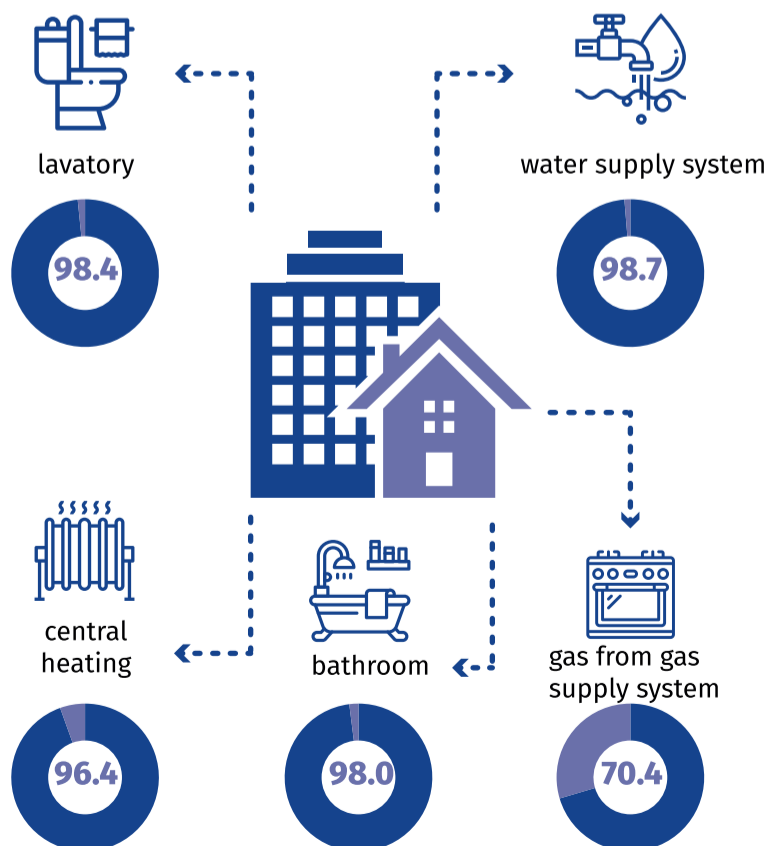 lavatory
water supply system
98.4
98.7
central
heating
bathroom
gas from gas
supply system
96.4
98.0
70.4